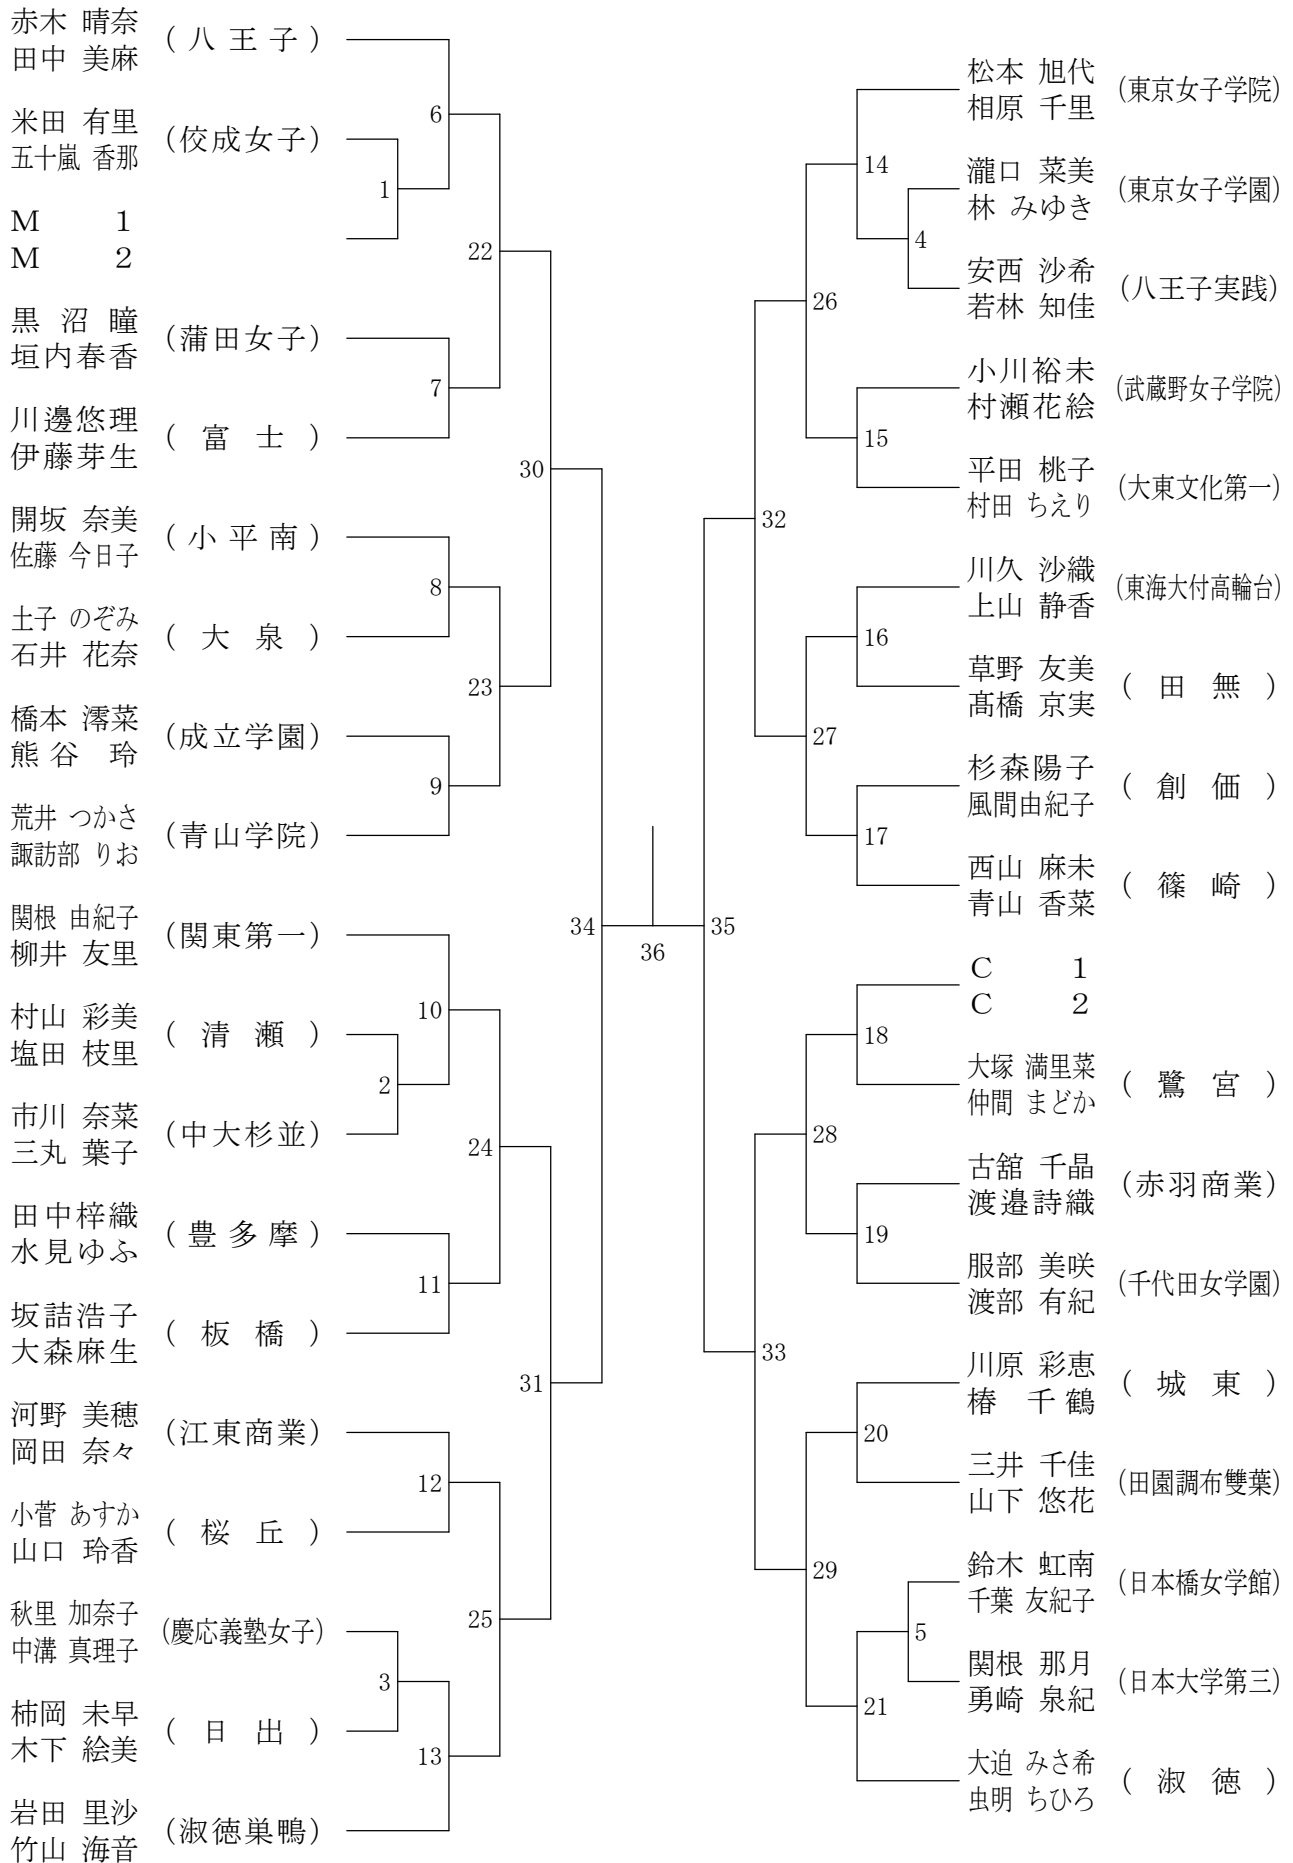 赤木 晴奈
田中 美麻
(八王子)
米田 有里
五十嵐 香那
(佼成女子)
M 1
M 2
黒沼 瞳
垣内春香
(蒲田女子)
川邊悠理
伊藤芽生
(富士)
開坂 奈美
佐藤 今日子
(小平南)
土子 のぞみ
石井 花奈
(大泉)
橋本 澪菜
熊谷 玲
(成立学園)
荒井 つかさ
諏訪部 りお
(青山学院)
関根 由紀子
柳井 友里
(関東第一)
村山 彩美
塩田 枝里
(清瀬)
市川 奈菜
三丸 葉子
(中大杉並)
田中梓織
水見ゆふ
(豊多摩)
坂詰浩子
大森麻生
(板橋)
河野 美穂
岡田 奈々
(江東商業)
小菅 あすか
山口 玲香
(桜丘)
秋里 加奈子
中溝 真理子
(慶応義塾女子)
柿岡 未早
木下 絵美
(日出)
岩田 里沙
竹山 海音
(淑徳巣鴨)
1
2
3
6
7
8
9
10
11
12
13
22
23
24
25
30
31
34
36
35
32
33
26
27
28
29
14
15
16
17
18
19
20
21
4
5
松本 旭代
相原 千里
(東京女子学院)
瀧口 菜美
林 みゆき
(東京女子学園)
安西 沙希
若林 知佳
(八王子実践)
小川裕未
村瀬花絵
(武蔵野女子学院)
平田 桃子
村田 ちえり
(大東文化第一)
川久 沙織
上山 静香
(東海大付高輪台)
草野 友美
髙橋 京実
(田無)
杉森陽子
風間由紀子
(創価)
西山 麻未
青山 香菜
(篠崎)
C 1
C 2
大塚 満里菜
仲間 まどか
(鷺宮)
古舘 千晶
渡邉詩織
(赤羽商業)
服部 美咲
渡部 有紀
(千代田女学園)
川原 彩恵
椿 千鶴
(城東)
三井 千佳
山下 悠花
(田園調布雙葉)
鈴木 虹南
千葉 友紀子
(日本橋女学館)
関根 那月
勇崎 泉紀
(日本大学第三)
大迫 みさ希
虫明 ちひろ
(淑徳)